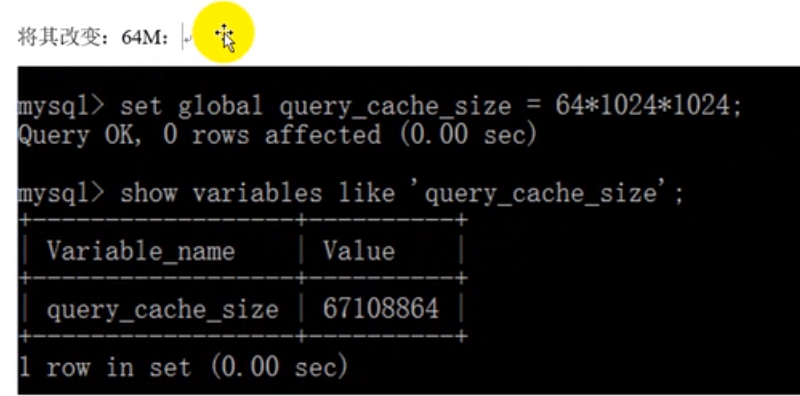 将其改变：64M：
mysql> set global query_cache_size = 64*1024*1024;
Query OK, 0 rows affected (0.00 sec)
mysql> show variables like 'query_cache_size';
+------------------+----------+
| Variable_name    | Value    |
+------------------+----------+
| query_cache_size | 67108864 |
+------------------+----------+
1 row in set (0.00 sec)